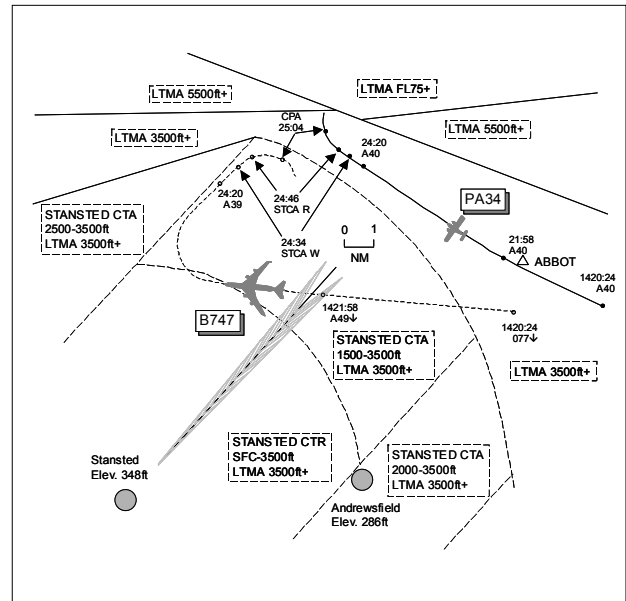 LTMA 5500ft+
LTMA FL75+
CPA
25:04
LTMA 3500ft+
24:20
A40
LTMA 5500ft+
24:20
A39
24:46
STCA R
PA34
STANSTED CTA
2500-3500ft
LTMA 3500ft+
24:34
STCA W
0 1
NM
21:58
A40
ABBOT
1420:24
A40
B747
1421:58
A49↓
1420:24
077↓
STANSTED CTA
1500-3500ft
LTMA 3500ft+
LTMA 3500ft+
Stansted
Elev. 348ft
STANSTED CTR
SFC-3500ft
LTMA 3500ft+
STANSTED CTA
2000-3500ft
LTMA 3500ft+
Andrewsfield
Elev. 286ft